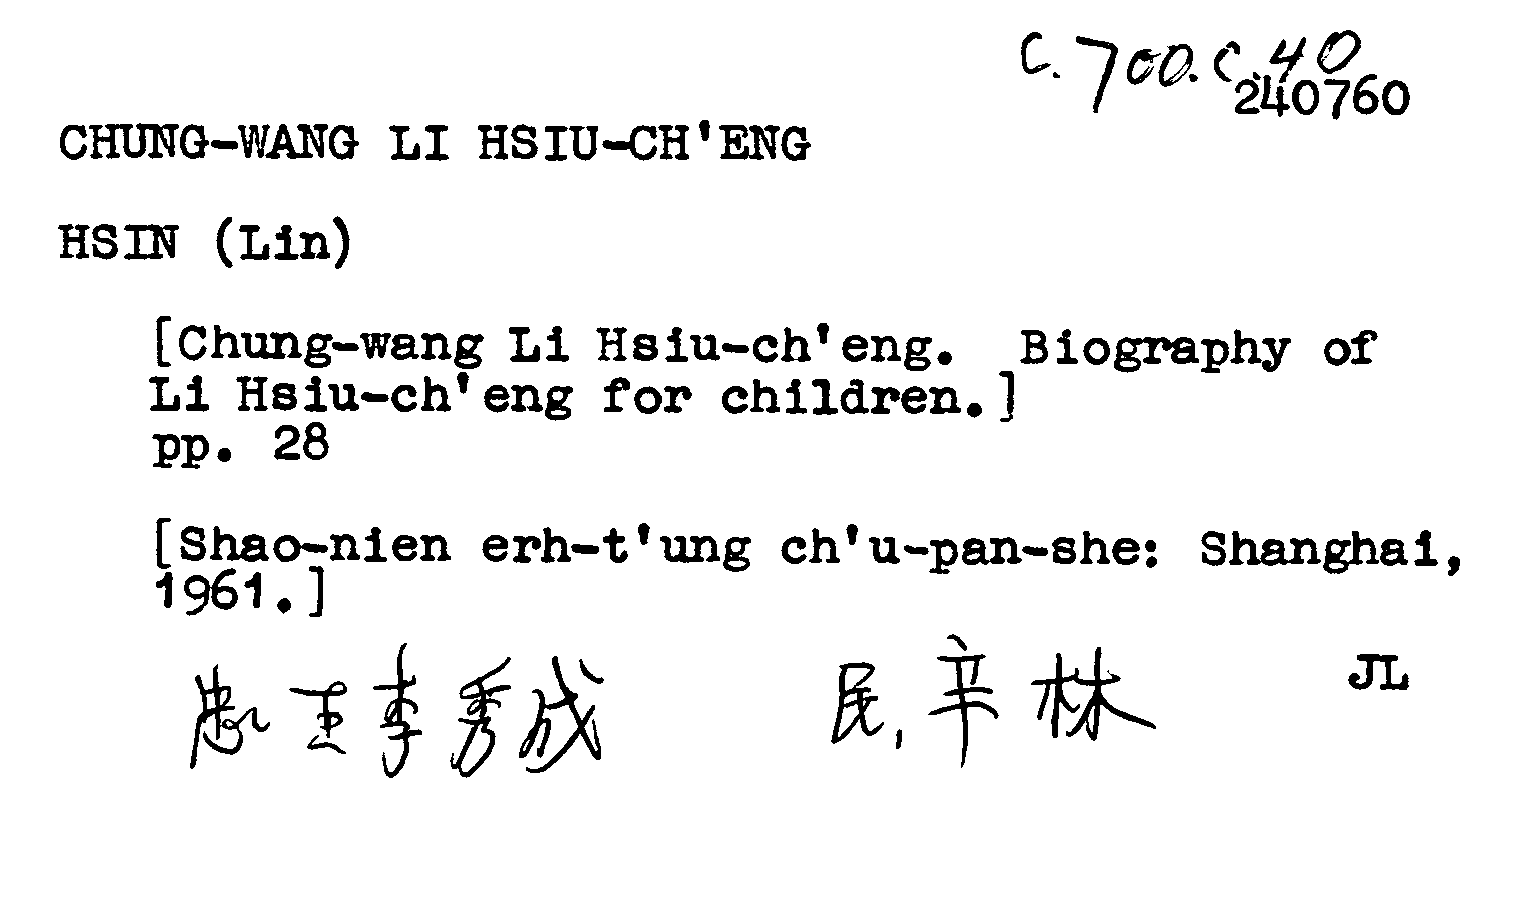 C.700.C.40
240760
CHUNG-WANG LI HSIU-CH'ENG
HSIN (Lin)
[Chung-wang Li Hsiu-ch'eng. Biography of
Li Hsiu-ch'eng for children.]
pp. 28
[Shao-nien erh-t'ung ch'u-pan-she: Shanghai,
1961.]
忠王李秀成 民,辛林 JL